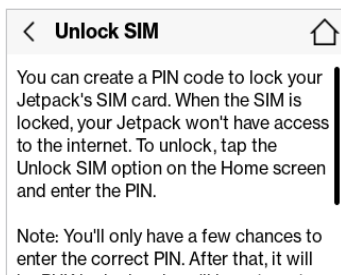 Unlock SIM
You can create a PIN code to lock your
Jetpack's SIM card. When the SIM is
locked, your Jetpack won't have access
to the internet. To unlock, tap the
Unlock SIM option on the Home screen
and enter the PIN.
Note: You'll only have a few chances to
enter the correct PIN. After that, it will